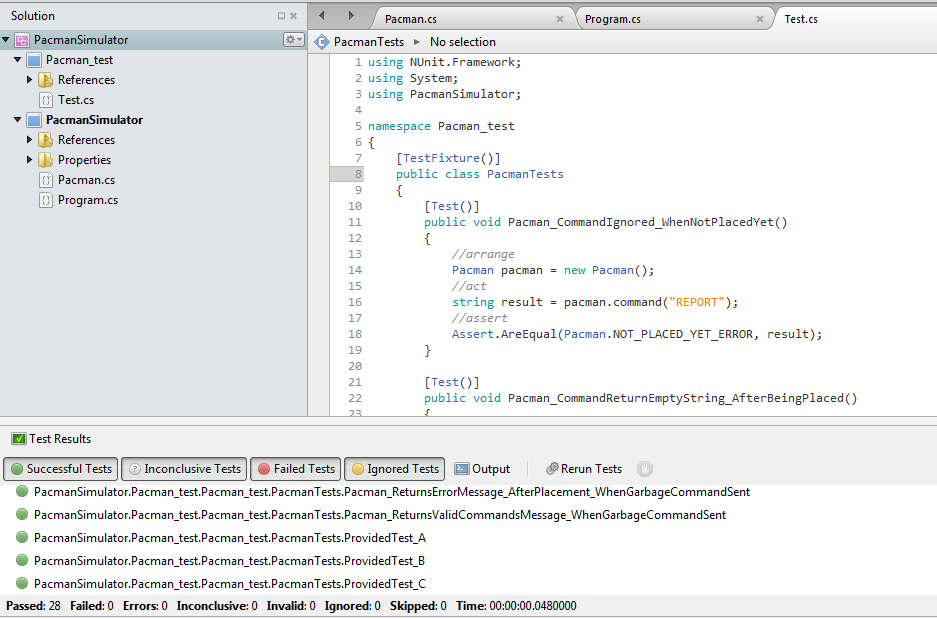 Solution
PacmanSimulator
Pacman_test
References
Test.cs
PacmanSimulator
References
Properties
Pacman.cs
Program.cs
Pacman.cs
Program.cs
Test.cs
PacmanTests
No selection
1 using NUnit.Framework;
2 using System;
3 using PacmanSimulator;
4
5 namespace Pacman_test
6 {
7 [TestFixture()]
8 public class PacmanTests
9 {
10 [Test()]
11 public void Pacman_CommandIgnored_WhenNotPlacedYet()
12 {
13 //arrange
14 Pacman pacman = new Pacman();
15 //act
16 string result = pacman.command("REPORT");
17 //assert
18 Assert.AreEqual(Pacman.NOT_PLACED_YET_ERROR, result);
19 }
20
21 [Test()]
22 public void Pacman_CommandReturnEmptyString_AfterBeingPlaced()
23 {
Test Results
Successful Tests Inconclusive Tests Failed Tests Ignored Tests Output Rerun Tests
PacmanSimulator.Pacman_test.Pacman_test.PacmanTests.Pacman_ReturnsErrorMessage_AfterPlacement_WhenGarbageCommandSent
PacmanSimulator.Pacman_test.Pacman_test.PacmanTests.Pacman_ReturnsValidCommandsMessage_WhenGarbageCommandSent
PacmanSimulator.Pacman_test.Pacman_test.PacmanTests.ProvidedTest_A
PacmanSimulator.Pacman_test.Pacman_test.PacmanTests.ProvidedTest_B
PacmanSimulator.Pacman_test.Pacman_test.PacmanTests.ProvidedTest_C
Passed: 28 Failed: 0 Errors: 0 Inconclusive: 0 Invalid: 0 Ignored: 0 Skipped: 0 Time: 00:00:00.0480000